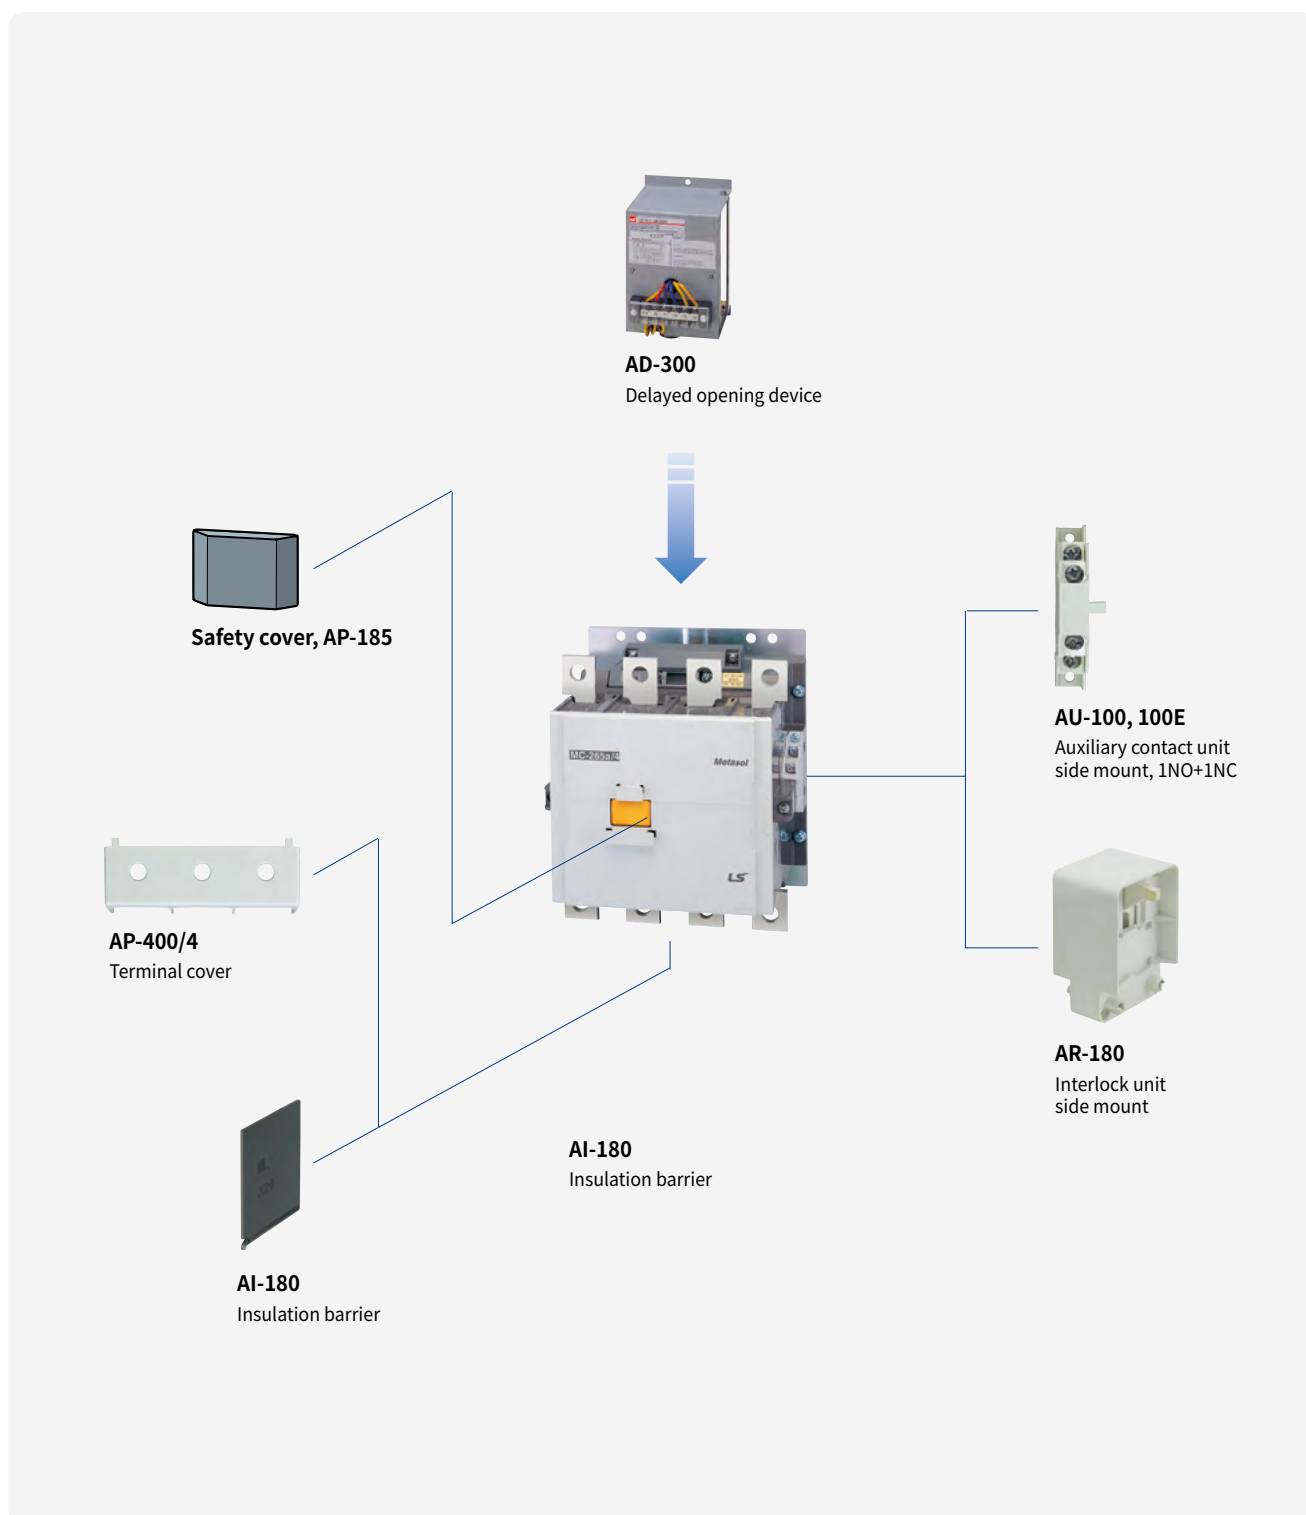 AD-300
Delayed opening device
Safety cover, AP-185
MC-265a/4
Metasol
LS
AU-100, 100E
Auxiliary contact unit
side mount, 1NO+1NC
AP-400/4
Terminal cover
AR-180
Interlock unit
side mount
AI-180
Insulation barrier
AI-180
Insulation barrier